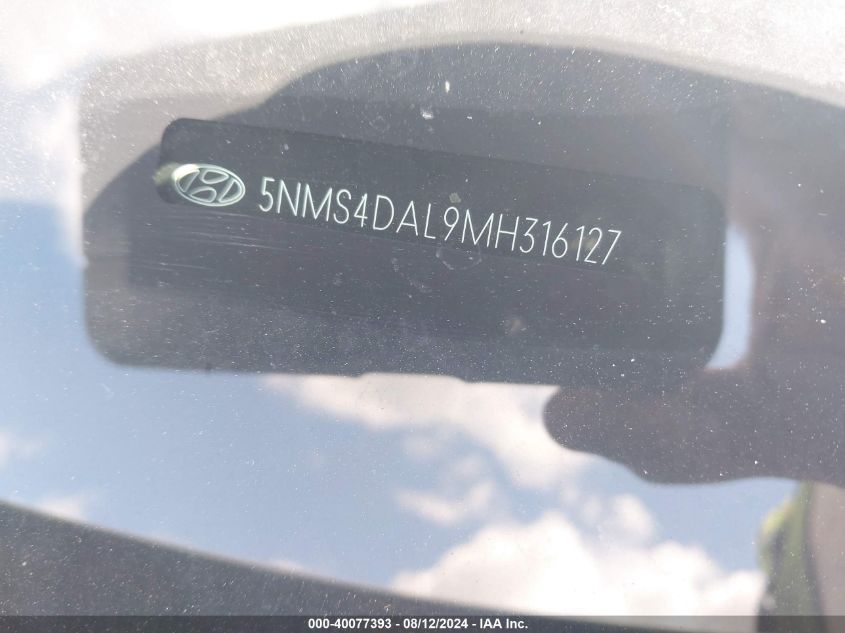 5NMS4DAL9MH316127
000-40077393 - 08/12/2024 - IAA Inc.